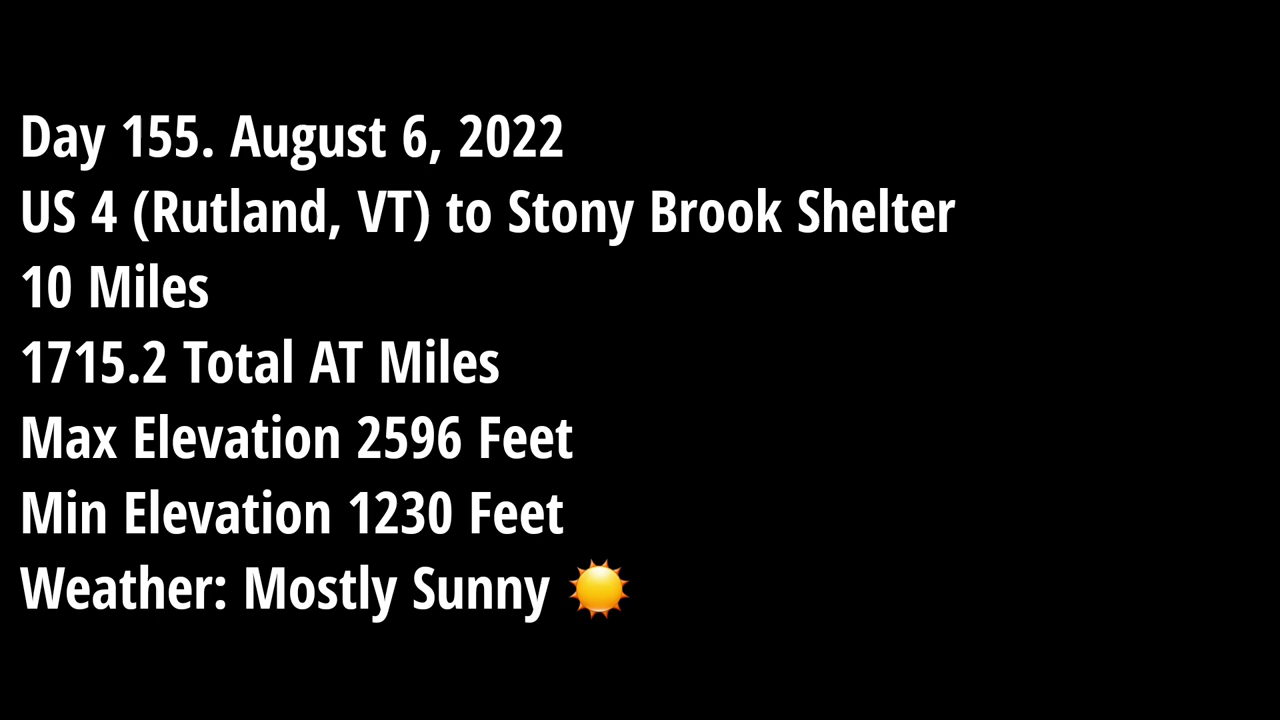 Day 155. August 6, 2022
US 4 (Rutland, VT) to Stony Brook Shelter
10 Miles
1715.2 Total AT Miles
Max Elevation 2596 Feet
Min Elevation 1230 Feet
Weather: Mostly Sunny ☀️